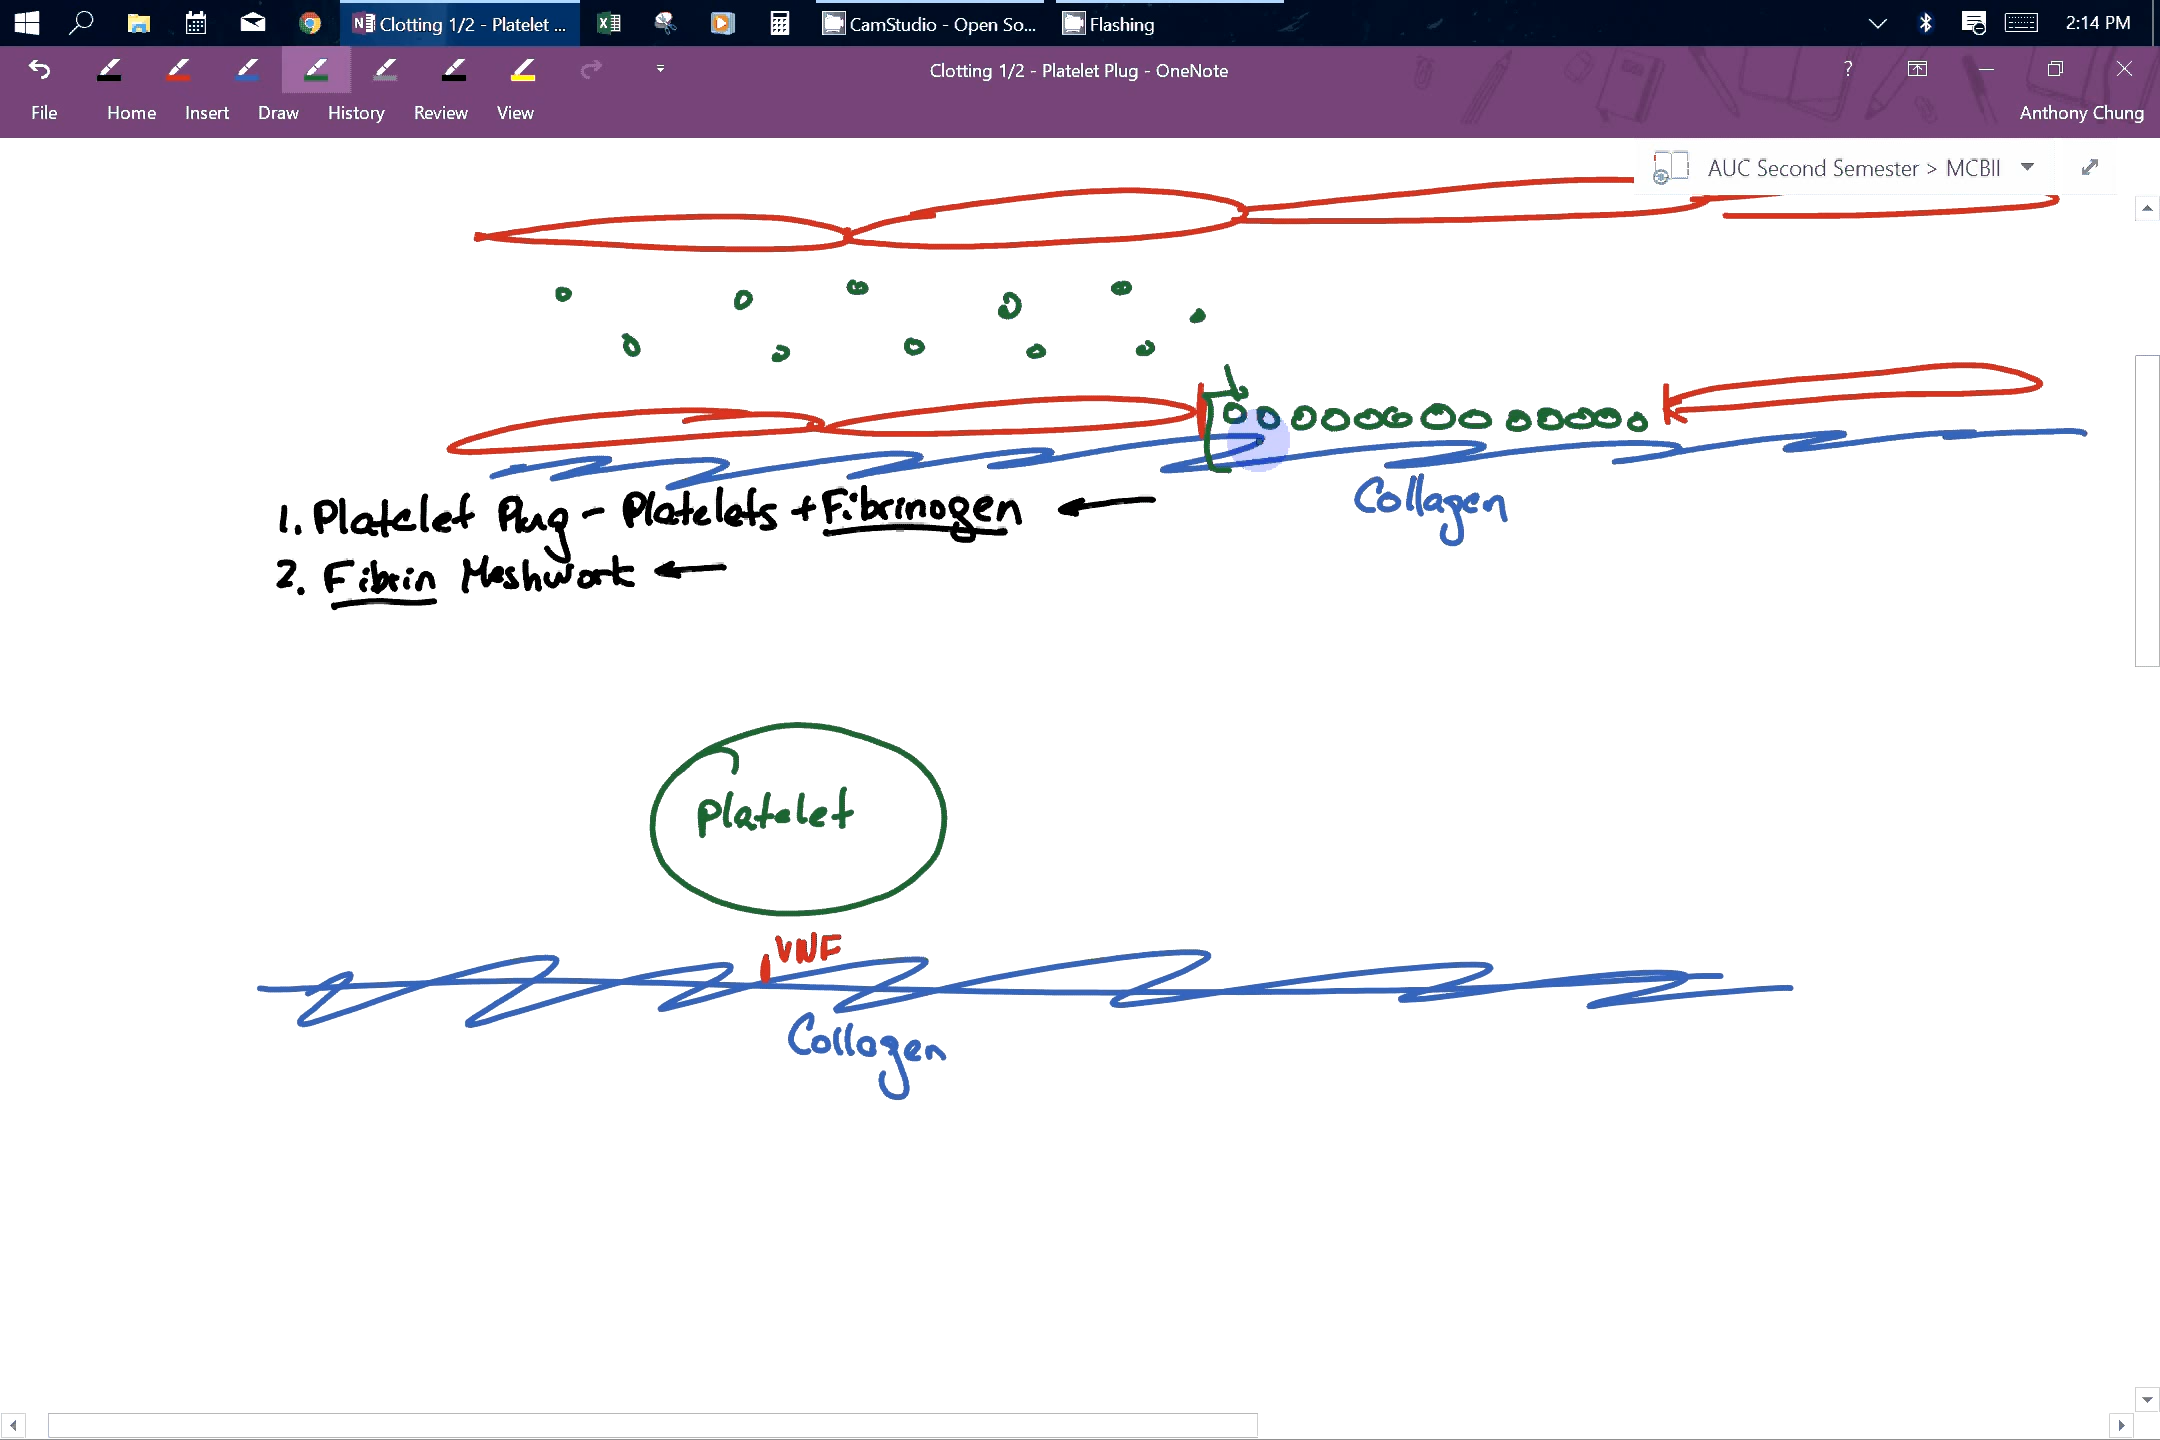 Clotting 1/2 - Platelet ...
CamStudio - Open So...
Flashing
2:14 PM
Clotting 1/2 - Platelet Plug - OneNote
?
File Home Insert Draw History Review View
Anthony Chung
AUC Second Semester > MCBII
1. Platelet Plug - Platelets + Fibrinogen
Collagen
2. Fibrin Meshwork
Platelet
VWF
Collagen